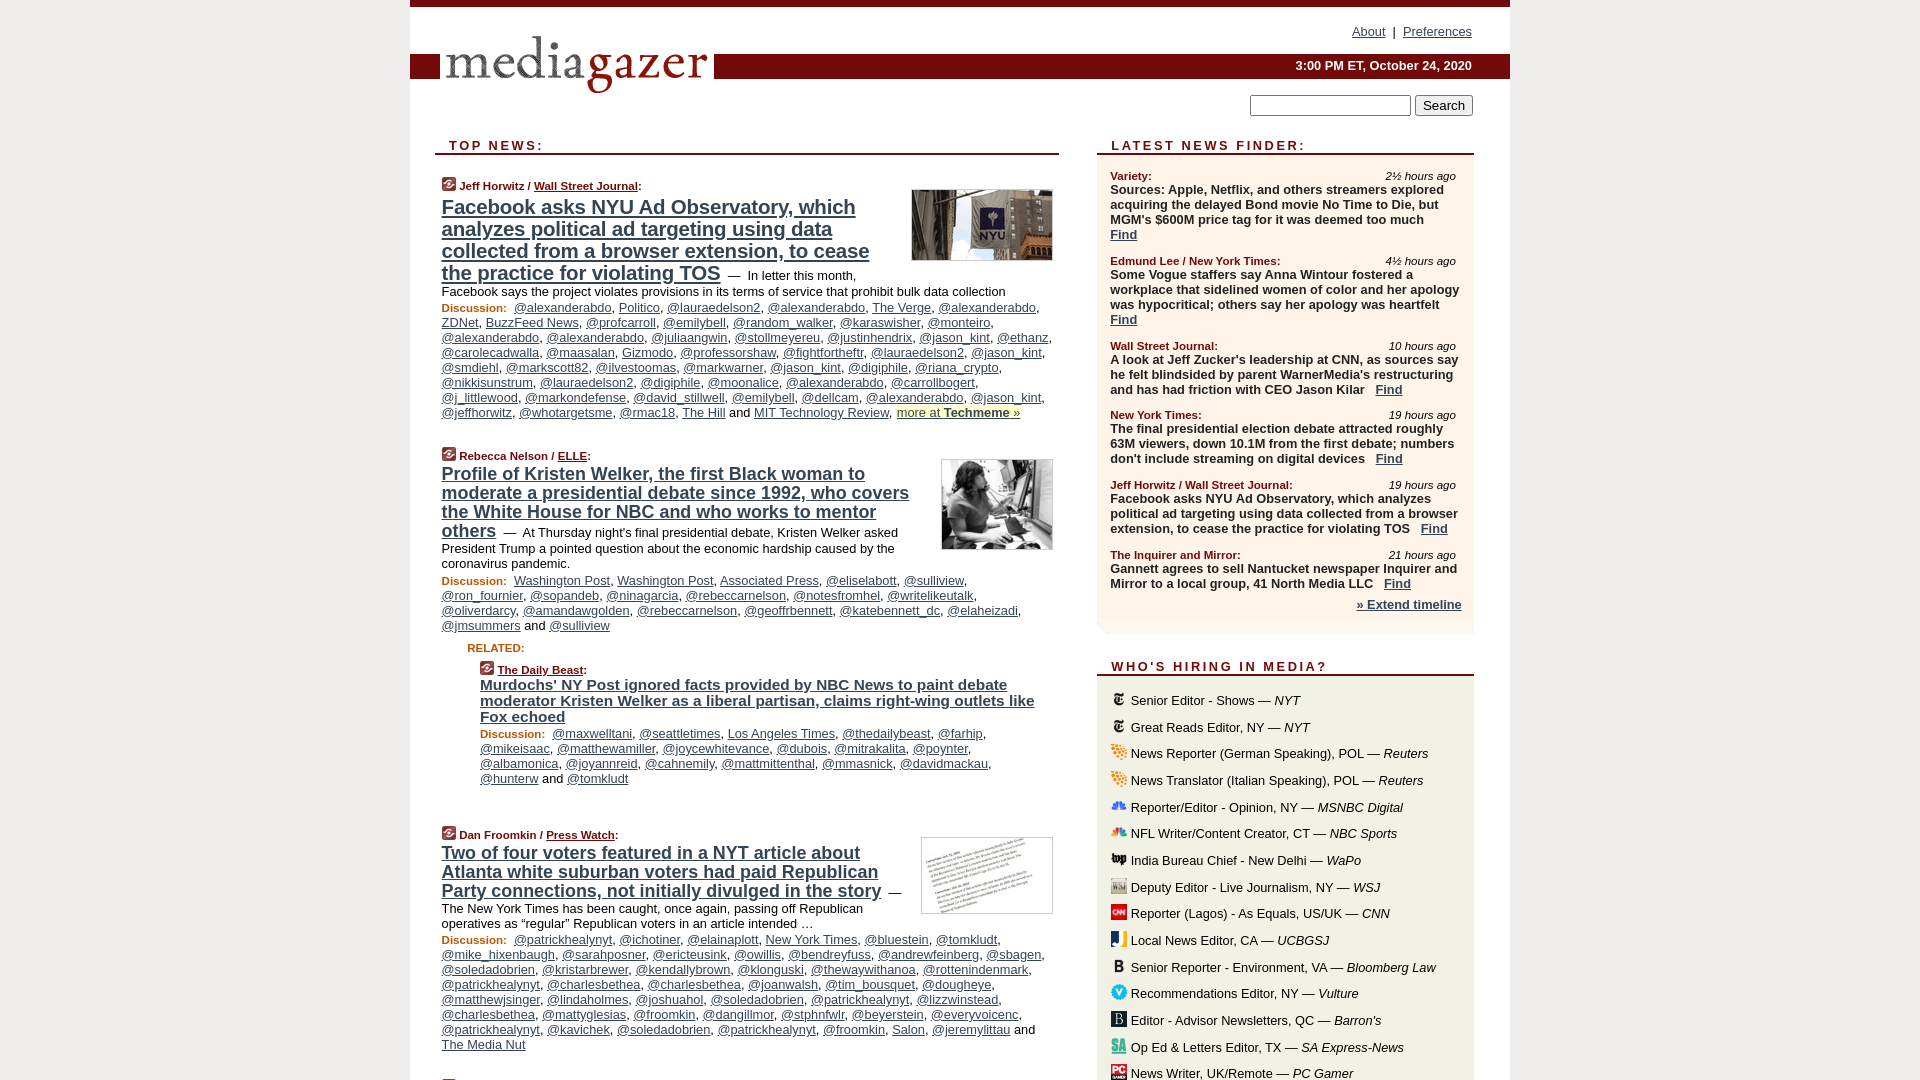 About | Preferences
mediagazer
3:00 PM ET, October 24, 2020
Search
TOP NEWS:
Jeff Horwitz / Wall Street Journal:
Facebook asks NYU Ad Observatory, which
analyzes political ad targeting using data
collected from a browser extension, to cease
the practice for violating TOS — In letter this month,
Facebook says the project violates provisions in its terms of service that prohibit bulk data collection
NYU
Discussion: @alexanderabdo, Politico, @lauraedelson2, @alexanderabdo, The Verge, @alexanderabdo,
ZDNet, BuzzFeed News, @profcarroll, @emilybell, @random_walker, @karaswisher, @monteiro,
@alexanderabdo, @alexanderabdo, @juliaangwin, @stollmeyereu, @justinhendrix, @jason_kint, @ethanz,
@carolecadwalla, @maasalan, Gizmodo, @professorshaw, @fightfortheftr, @lauraedelson2, @jason_kint,
@smdiehl, @markscott82, @ilvestoomas, @markwarner, @jason_kint, @digiphile, @riana_crypto,
@nikkisunstrum, @lauraedelson2, @digiphile, @moonalice, @alexanderabdo, @carrollbogert,
@j_littlewood, @markondefense, @david_stillwell, @emilybell, @dellcam, @alexanderabdo, @jason_kint,
@jeffhorwitz, @whotargetsme, @rmac18, The Hill and MIT Technology Review, more at Techmeme »
Rebecca Nelson / ELLE:
Profile of Kristen Welker, the first Black woman to
moderate a presidential debate since 1992, who covers
the White House for NBC and who works to mentor
others — At Thursday night's final presidential debate, Kristen Welker asked
President Trump a pointed question about the economic hardship caused by the
coronavirus pandemic.
Discussion: Washington Post, Washington Post, Associated Press, @eliselabott, @sulliview,
@ron_fournier, @sopandeb, @ninagarcia, @rebeccarnelson, @notesfromhel, @writelikeutalk,
@oliverdarcy, @amandawgolden, @rebeccarnelson, @geoffrbennett, @katebennett_dc, @elaheizadi,
@jmsummers and @sulliview
RELATED:
The Daily Beast:
Murdochs' NY Post ignored facts provided by NBC News to paint debate
moderator Kristen Welker as a liberal partisan, claims right-wing outlets like
Fox echoed
Discussion: @maxwelltani, @seattletimes, Los Angeles Times, @thedailybeast, @farhip,
@mikeisaac, @matthewamiller, @joycewhitevance, @dubois, @mitrakalita, @poynter,
@albamonica, @joyannreid, @cahnemily, @mattmittenthal, @mmasnick, @davidmackau,
@hunterw and @tomkludt
Dan Froomkin / Press Watch:
Two of four voters featured in a NYT article about
Atlanta white suburban voters had paid Republican
Party connections, not initially divulged in the story —
The New York Times has been caught, once again, passing off Republican
operatives as “regular” Republican voters in an article intended …
Discussion: @patrickhealynyt, @ichotiner, @elainaplott, New York Times, @bluestein, @tomkludt,
@mike_hixenbaugh, @sarahposner, @ericteusink, @owillis, @bendreyfuss, @andrewfeinberg, @sbagen,
@soledadobrien, @kristarbrewer, @kendallybrown, @klonguski, @thewaywithanoa, @rottenindenmark,
@patrickhealynyt, @charlesbethea, @charlesbethea, @joanwalsh, @tim_bousquet, @dougheye,
@matthewjsinger, @lindaholmes, @joshuahol, @soledadobrien, @patrickhealynyt, @lizzwinstead,
@charlesbethea, @mattyglesias, @froomkin, @dangillmor, @stphnfwlr, @beyerstein, @everyvoicenc,
@patrickhealynyt, @kavichek, @soledadobrien, @patrickhealynyt, @froomkin, Salon, @jeremylittau and
The Media Nut
LATEST NEWS FINDER:
Variety: 2½ hours ago
Sources: Apple, Netflix, and others streamers explored
acquiring the delayed Bond movie No Time to Die, but
MGM's $600M price tag for it was deemed too much
Find
Edmund Lee / New York Times: 4½ hours ago
Some Vogue staffers say Anna Wintour fostered a
workplace that sidelined women of color and her apology
was hypocritical; others say her apology was heartfelt
Find
Wall Street Journal: 10 hours ago
A look at Jeff Zucker's leadership at CNN, as sources say
he felt blindsided by parent WarnerMedia's restructuring
and has had friction with CEO Jason Kilar Find
New York Times: 19 hours ago
The final presidential election debate attracted roughly
63M viewers, down 10.1M from the first debate; numbers
don't include streaming on digital devices Find
Jeff Horwitz / Wall Street Journal: 19 hours ago
Facebook asks NYU Ad Observatory, which analyzes
political ad targeting using data collected from a browser
extension, to cease the practice for violating TOS Find
The Inquirer and Mirror: 21 hours ago
Gannett agrees to sell Nantucket newspaper Inquirer and
Mirror to a local group, 41 North Media LLC Find
» Extend timeline
WHO'S HIRING IN MEDIA?
Senior Editor - Shows — NYT
Great Reads Editor, NY — NYT
News Reporter (German Speaking), POL — Reuters
News Translator (Italian Speaking), POL — Reuters
Reporter/Editor - Opinion, NY — MSNBC Digital
NFL Writer/Content Creator, CT — NBC Sports
wp India Bureau Chief - New Delhi — WaPo
WSJ Deputy Editor - Live Journalism, NY — WSJ
CNN Reporter (Lagos) - As Equals, US/UK — CNN
Local News Editor, CA — UCBGSJ
B Senior Reporter - Environment, VA — Bloomberg Law
Recommendations Editor, NY — Vulture
B Editor - Advisor Newsletters, QC — Barron's
SA Op Ed & Letters Editor, TX — SA Express-News
PC GAMER News Writer, UK/Remote — PC Gamer